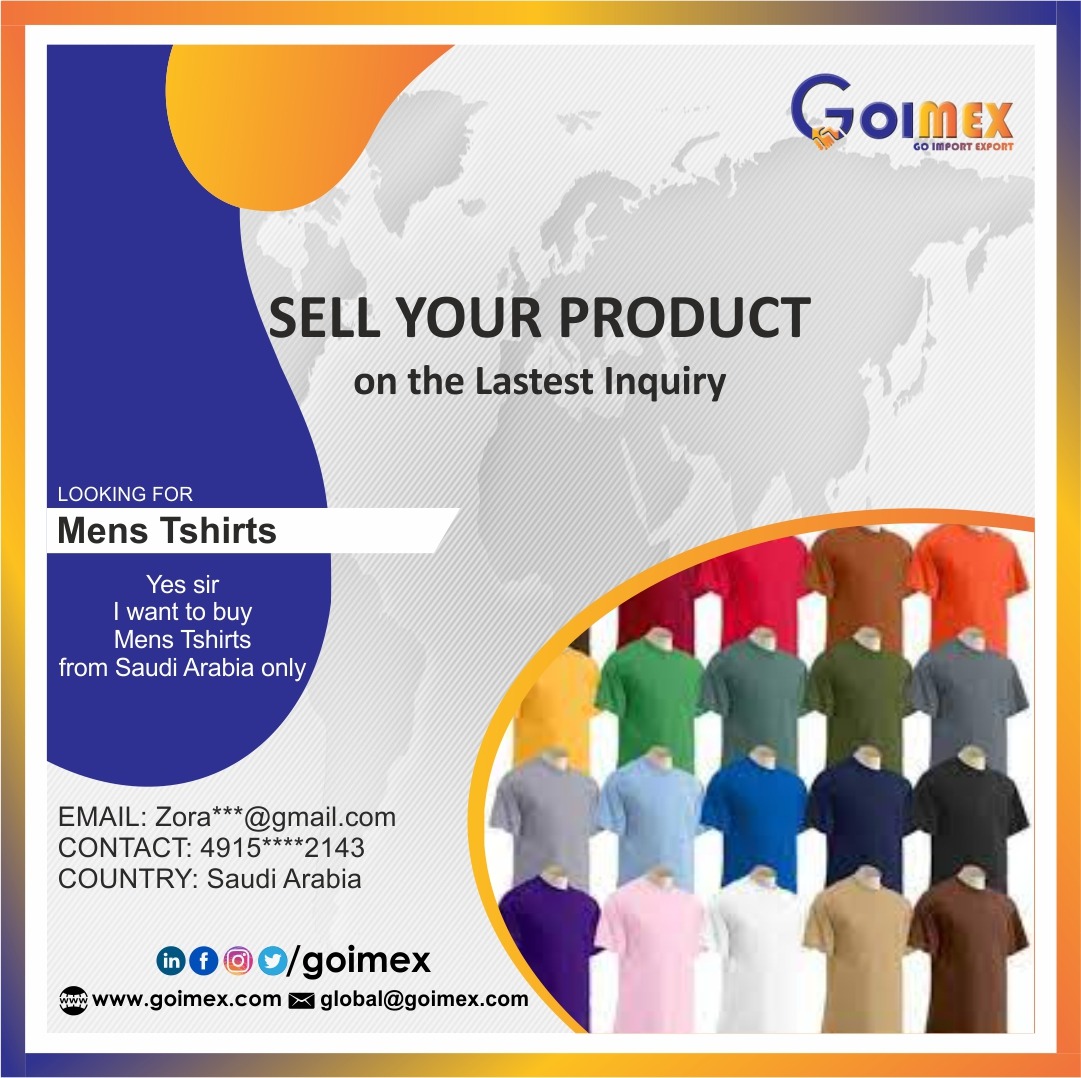 GOIMEX
GO IMPORT EXPORT
SELL YOUR PRODUCT
on the Lastest Inquiry
LOOKING FOR
Mens Tshirts
Yes sir
I want to buy
Mens Tshirts
from Saudi Arabia only
EMAIL: Zora***@gmail.com
CONTACT: 4915****2143
COUNTRY: Saudi Arabia
in f /goimex
www www.goimex.com global@goimex.com